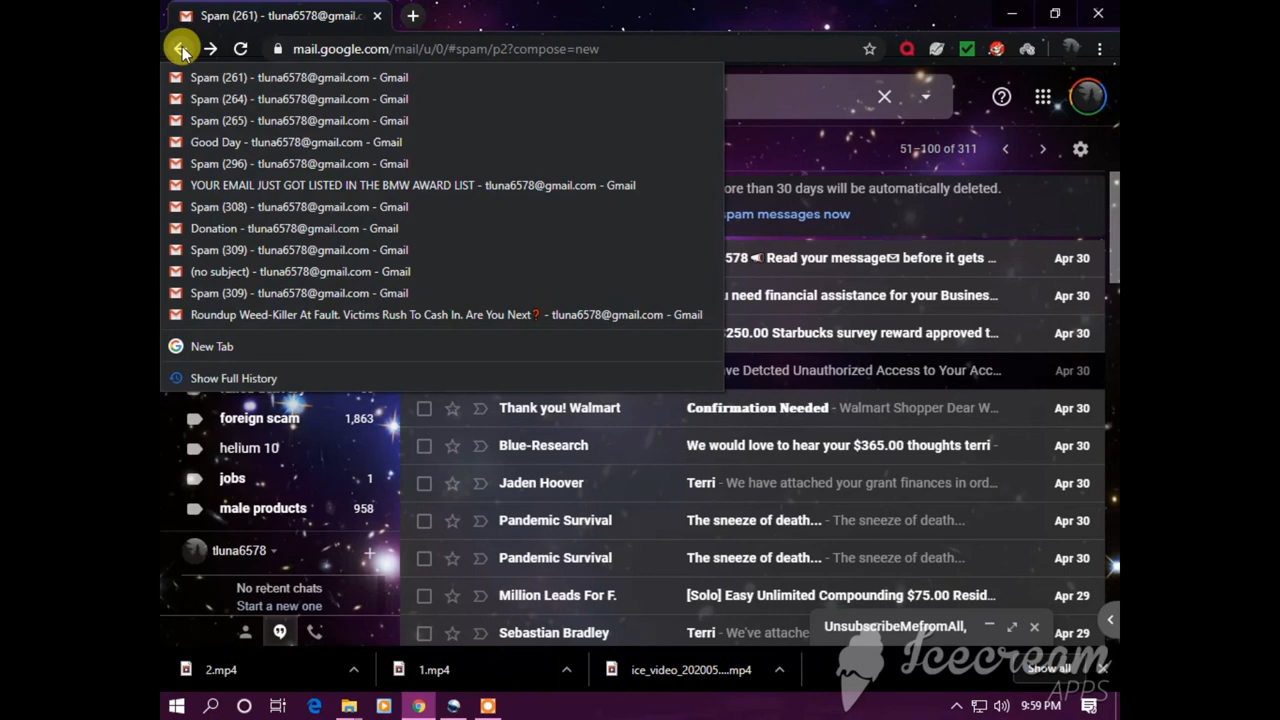 Spam (261) - tluna6578@gmail.c
mail.google.com/mail/u/0/#spam/p2?compose=new
Spam (261) - tluna6578@gmail.com - Gmail
Spam (264) - tluna6578@gmail.com - Gmail
Spam (265) - tluna6578@gmail.com - Gmail
Good Day - tluna6578@gmail.com - Gmail
Spam (296) - tluna6578@gmail.com - Gmail
YOUR EMAIL JUST GOT LISTED IN THE BMW AWARD LIST - tluna6578@gmail.com - Gmail
Spam (308) - tluna6578@gmail.com - Gmail
Donation - tluna6578@gmail.com - Gmail
Spam (309) - tluna6578@gmail.com - Gmail
(no subject) - tluna6578@gmail.com - Gmail
Spam (309) - tluna6578@gmail.com - Gmail
Roundup Weed-Killer At Fault. Victims Rush To Cash In. Are You Next❓ - tluna6578@gmail.com - Gmail
New Tab
Show Full History
51–100 of 311
ore than 30 days will be automatically deleted.
spam messages now
578 Read your message before it gets ... Apr 30
u need financial assistance for your Busines... Apr 30
250.00 Starbucks survey reward approved t... Apr 30
ve Detcted Unauthorized Access to Your Acc... Apr 30
Thank you! Walmart Confirmation Needed - Walmart Shopper Dear W... Apr 30
Blue-Research We would love to hear your $365.00 thoughts terri - Apr 30
Jaden Hoover Terri - We have attached your grant finances in ord... Apr 30
Pandemic Survival The sneeze of death... - The sneeze of death... Apr 30
Pandemic Survival The sneeze of death... - The sneeze of death... Apr 30
Million Leads For F. [Solo] Easy Unlimited Compounding $75.00 Resid... Apr 29
Sebastian Bradley Terri - We've attache Apr 29
foreign scam 1,863
helium 10
jobs 1
male products 958
tluna6578
No recent chats
Start a new one
UnsubscribeMefromAll,
Icecream
APPS
2.mp4
1.mp4
ice_video_202005....mp4
Show all
9:59 PM